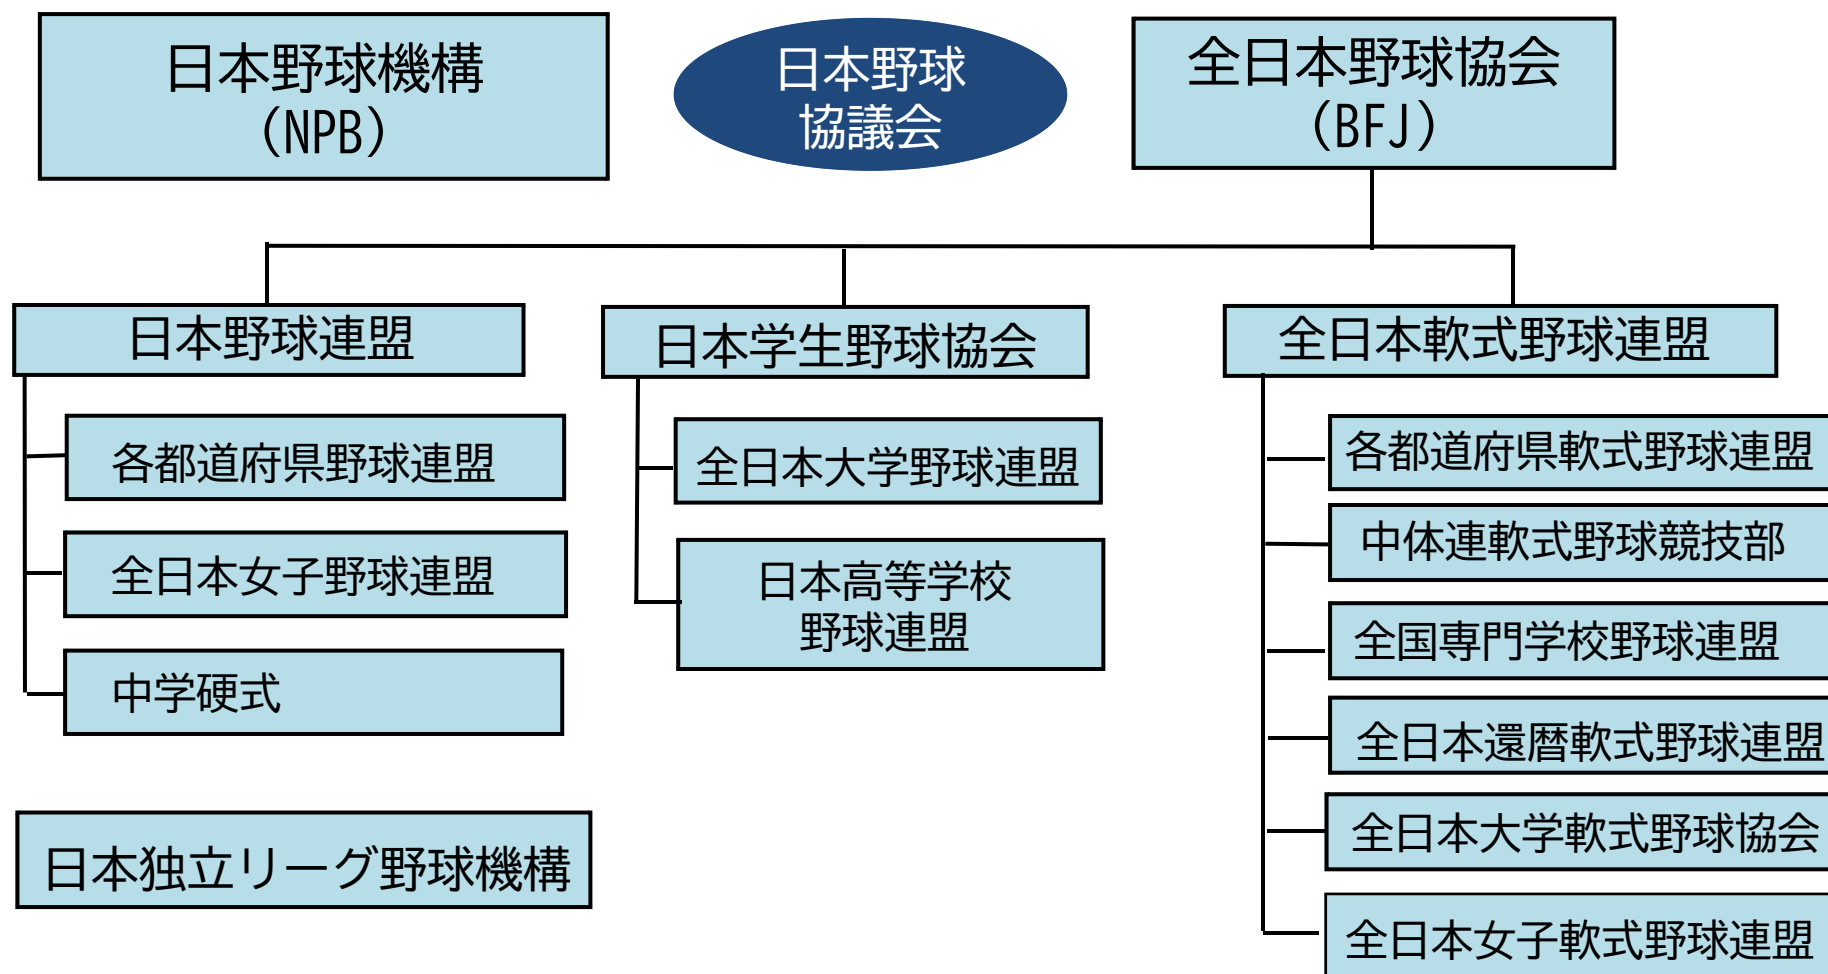 日本野球機構
（NPB）
日本野球
協議会
全日本野球協会
（BFJ）
日本野球連盟
各都道府県野球連盟
全日本女子野球連盟
中学硬式
日本学生野球協会
全日本大学野球連盟
日本高等学校
野球連盟
全日本軟式野球連盟
各都道府県軟式野球連盟
中体連軟式野球競技部
全国専門学校野球連盟
全日本還暦軟式野球連盟
全日本大学軟式野球協会
全日本女子軟式野球連盟
日本独立リーグ野球機構